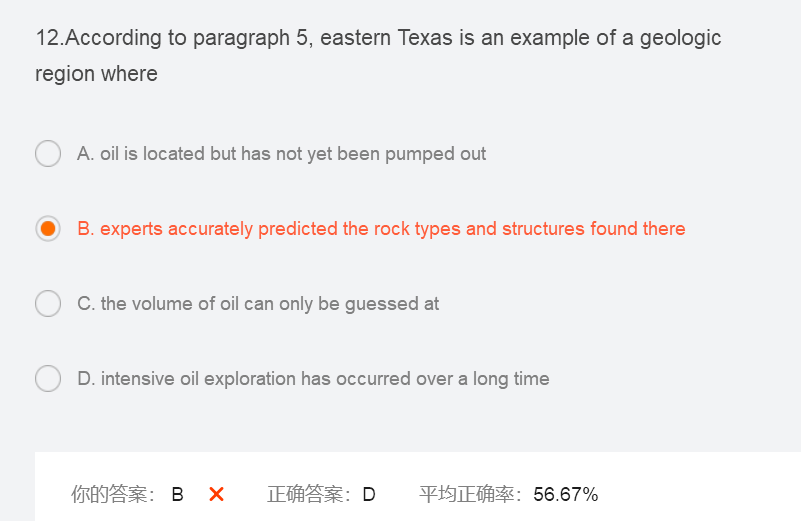 12.According to paragraph 5, eastern Texas is an example of a geologic
region where
A. oil is located but has not yet been pumped out
B. experts accurately predicted the rock types and structures found there
C. the volume of oil can only be guessed at
D. intensive oil exploration has occurred over a long time
你的答案： B 正确答案：D 平均正确率：56.67%